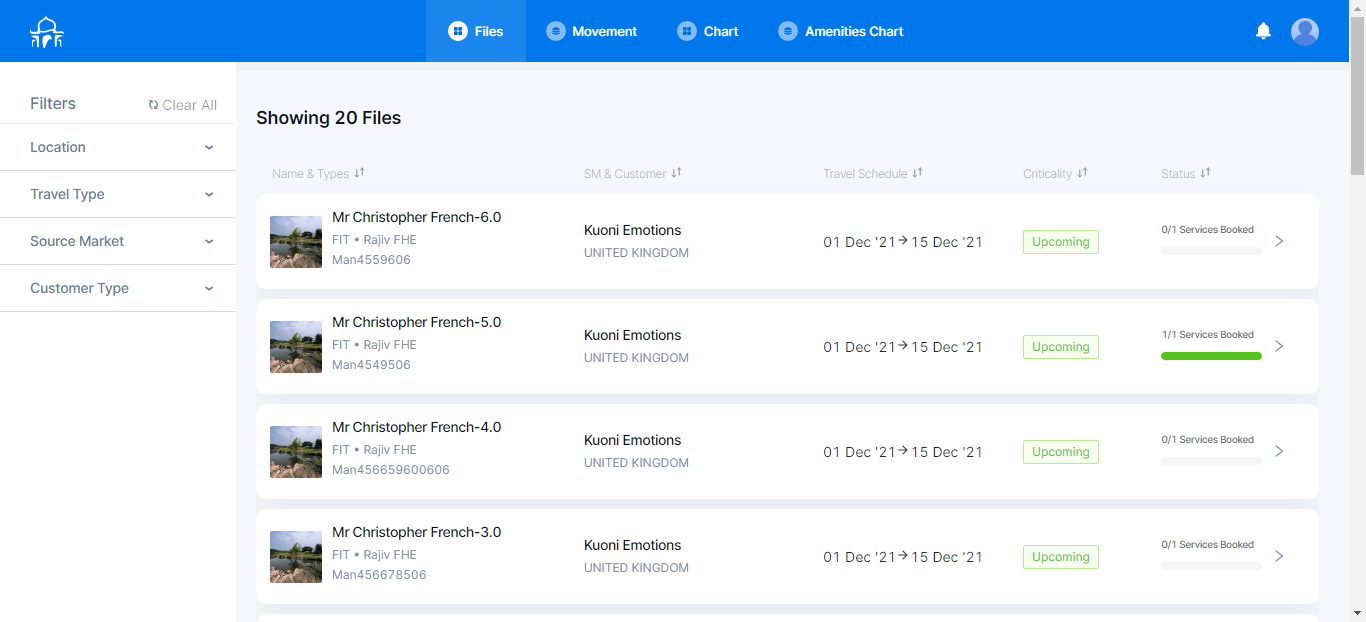 Files
Movement
Chart
Amenities Chart
Filters
Clear All
Location
Travel Type
Source Market
Customer Type
Showing 20 Files
Name & Types
SM & Customer
Travel Schedule
Criticality
Status
Mr Christopher French-6.0
FIT • Rajiv FHE
Man4559606
Kuoni Emotions
UNITED KINGDOM
01 Dec '21 → 15 Dec '21
Upcoming
0/1 Services Booked
Mr Christopher French-5.0
FIT • Rajiv FHE
Man4549506
Kuoni Emotions
UNITED KINGDOM
01 Dec '21 → 15 Dec '21
Upcoming
1/1 Services Booked
Mr Christopher French-4.0
FIT • Rajiv FHE
Man456659600606
Kuoni Emotions
UNITED KINGDOM
01 Dec '21 → 15 Dec '21
Upcoming
0/1 Services Booked
Mr Christopher French-3.0
FIT • Rajiv FHE
Man456678506
Kuoni Emotions
UNITED KINGDOM
01 Dec '21 → 15 Dec '21
Upcoming
0/1 Services Booked